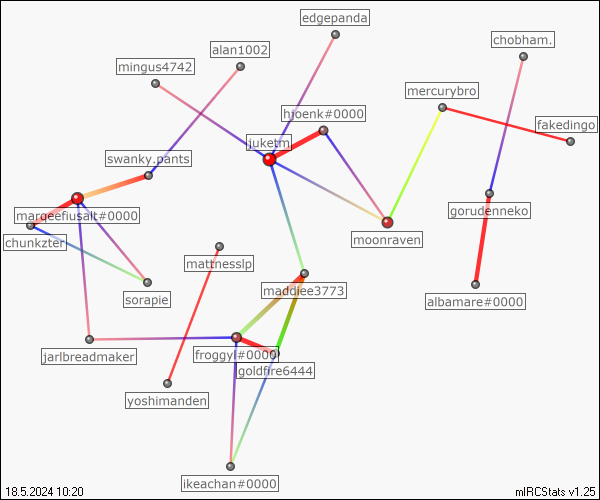 edgepanda
chobham.
alan1002
mingus4742
mercurybro
hjoenk#0000
fakedingo
juketm
swanky.pants
marqeefiusalt#0000
gorudenneko
chunkzter
moonraven
mattnesslp
maddiee3773
sorapie
albamare#0000
jarlbreadmaker
froggyl#0000
goldfire6444
yoshimanden
ikeachan#0000
18.5.2024 10:20
mIRCStats v1.25